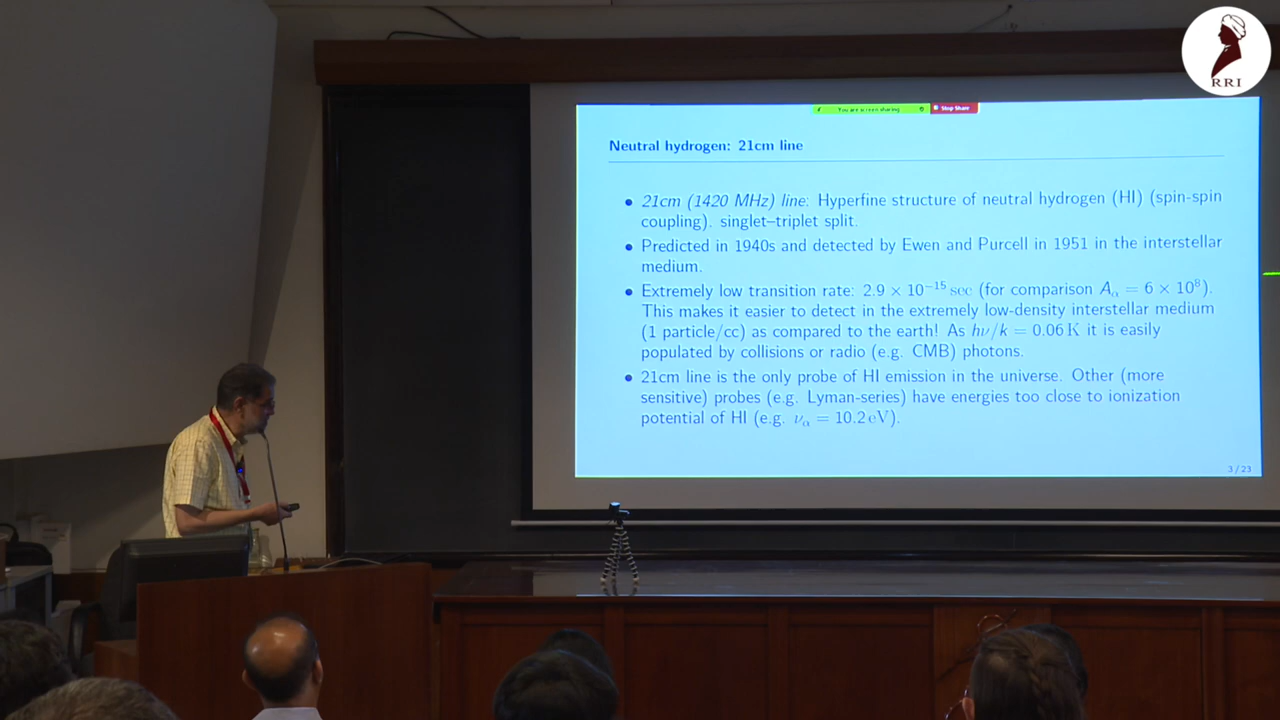 RRI
You are screen sharing
Stop Share
Neutral hydrogen: 21cm line
• 21cm (1420 MHz) line: Hyperfine structure of neutral hydrogen (HI) (spin-spin
coupling). singlet–triplet split.
• Predicted in 1940s and detected by Ewen and Purcell in 1951 in the interstellar
medium.
• Extremely low transition rate: 2.9 × 10⁻¹⁵ sec (for comparison Aα = 6 × 10⁸).
This makes it easier to detect in the extremely low-density interstellar medium
(1 particle/cc) as compared to the earth! As hν/k = 0.06 K it is easily
populated by collisions or radio (e.g. CMB) photons.
• 21cm line is the only probe of HI emission in the universe. Other (more
sensitive) probes (e.g. Lyman-series) have energies too close to ionization
potential of HI (e.g. να = 10.2 eV).
3 / 23